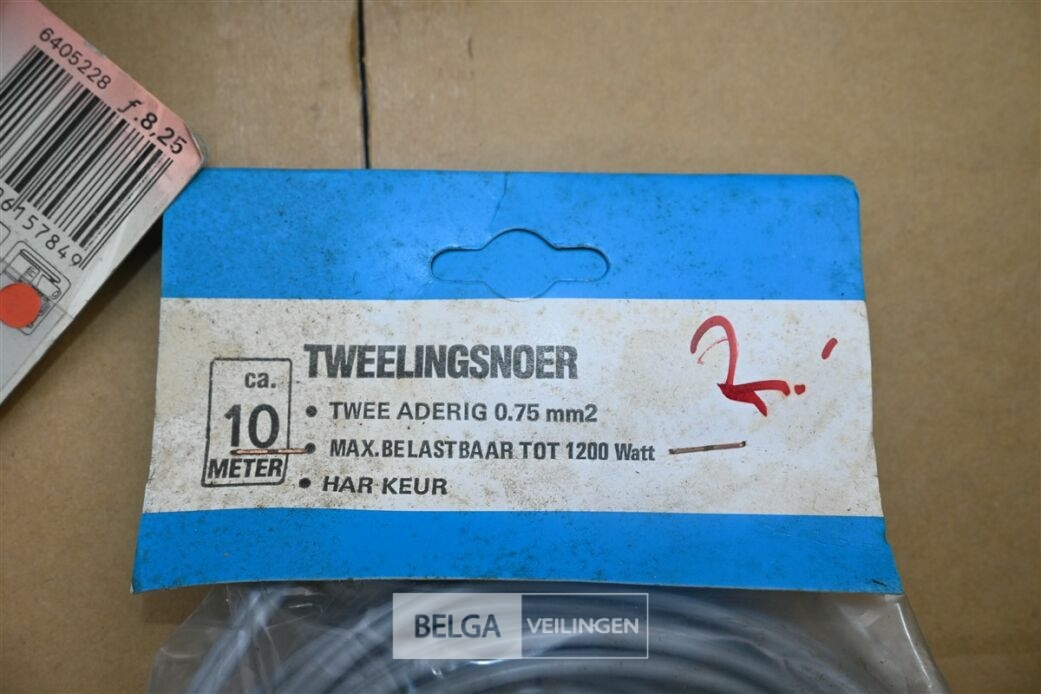 6405228
f.8,25
6157849
TWEELINGSNOER
ca.
10
METER
• TWEE ADERIG 0.75 mm2
• MAX.BELASTBAAR TOT 1200 Watt
• HAR KEUR
2.
BELGA VEILINGEN